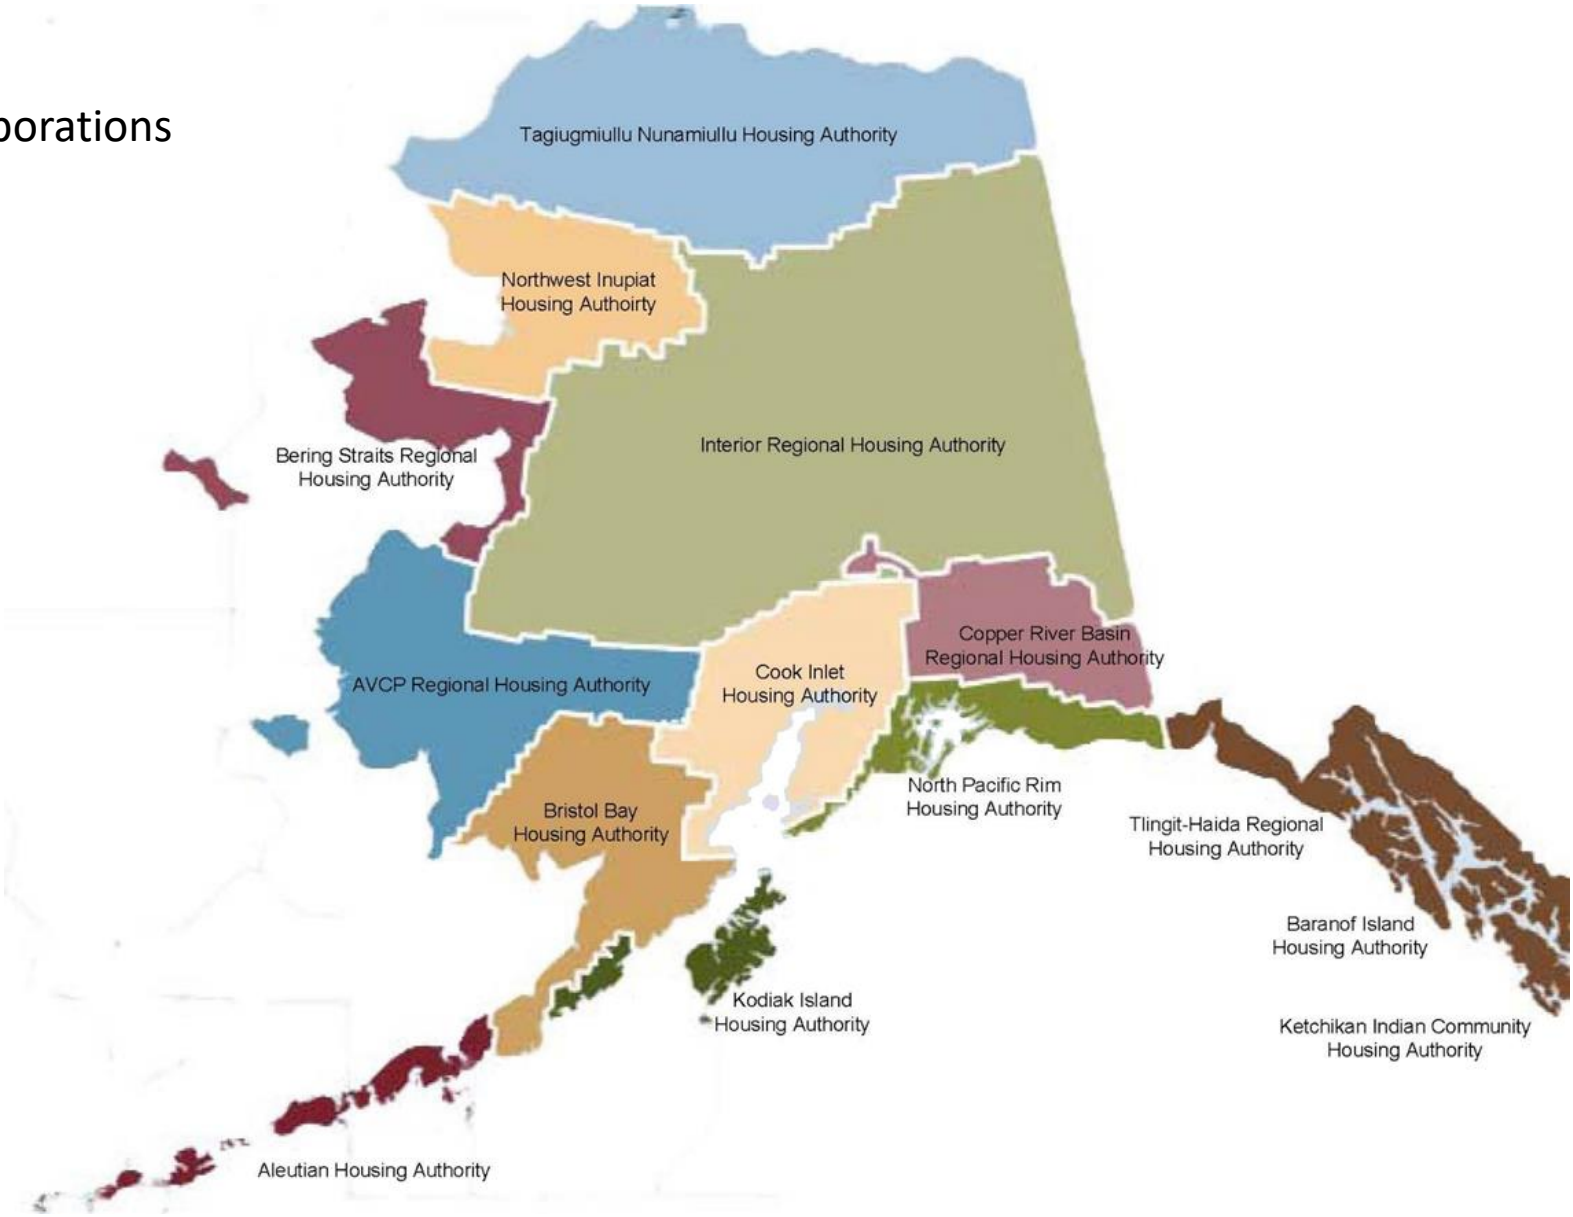 porations
Tagiugmiullu Nunamiullu Housing Authority
Northwest Inupiat
Housing Authoirty
Interior Regional Housing Authority
Bering Straits Regional
Housing Authority
Copper River Basin
Regional Housing Authority
Cook Inlet
Housing Authority
AVCP Regional Housing Authority
North Pacific Rim
Housing Authority
Bristol Bay
Housing Authority
Tlingit-Haida Regional
Housing Authority
Baranof Island
Housing Authority
Kodiak Island
Housing Authority
Ketchikan Indian Community
Housing Authority
Aleutian Housing Authority